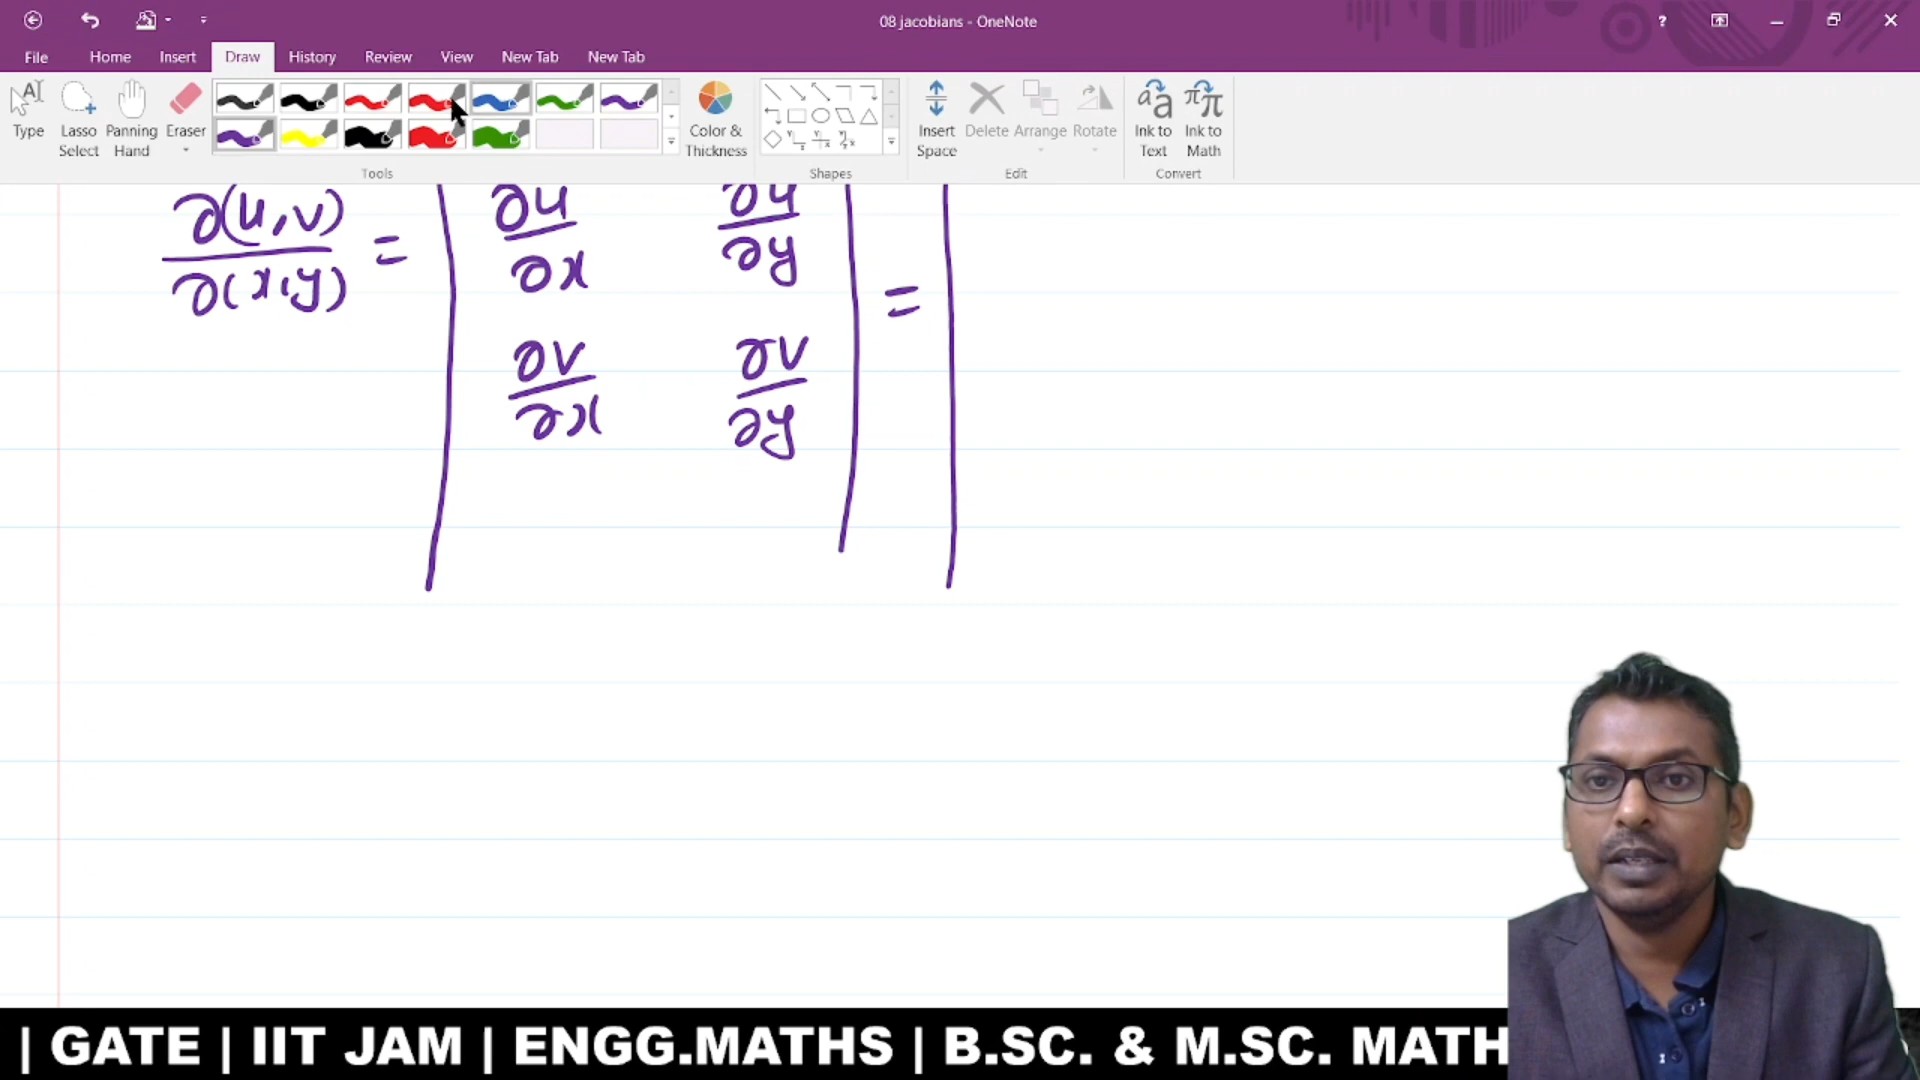 08 jacobians - OneNote
File Home Insert Draw History Review View New Tab New Tab
Type
Lasso Select
Panning Hand
Eraser
Color & Thickness
Insert Space
Delete
Arrange
Rotate
Ink to Text
Ink to Math
Tools Shapes Edit Convert
∂(u,v)/∂(x,y) = | ∂u/∂x ∂u/∂y | = |
∂v/∂x ∂v/∂y
| GATE | IIT JAM | ENGG.MATHS | B.SC. & M.SC. MATH